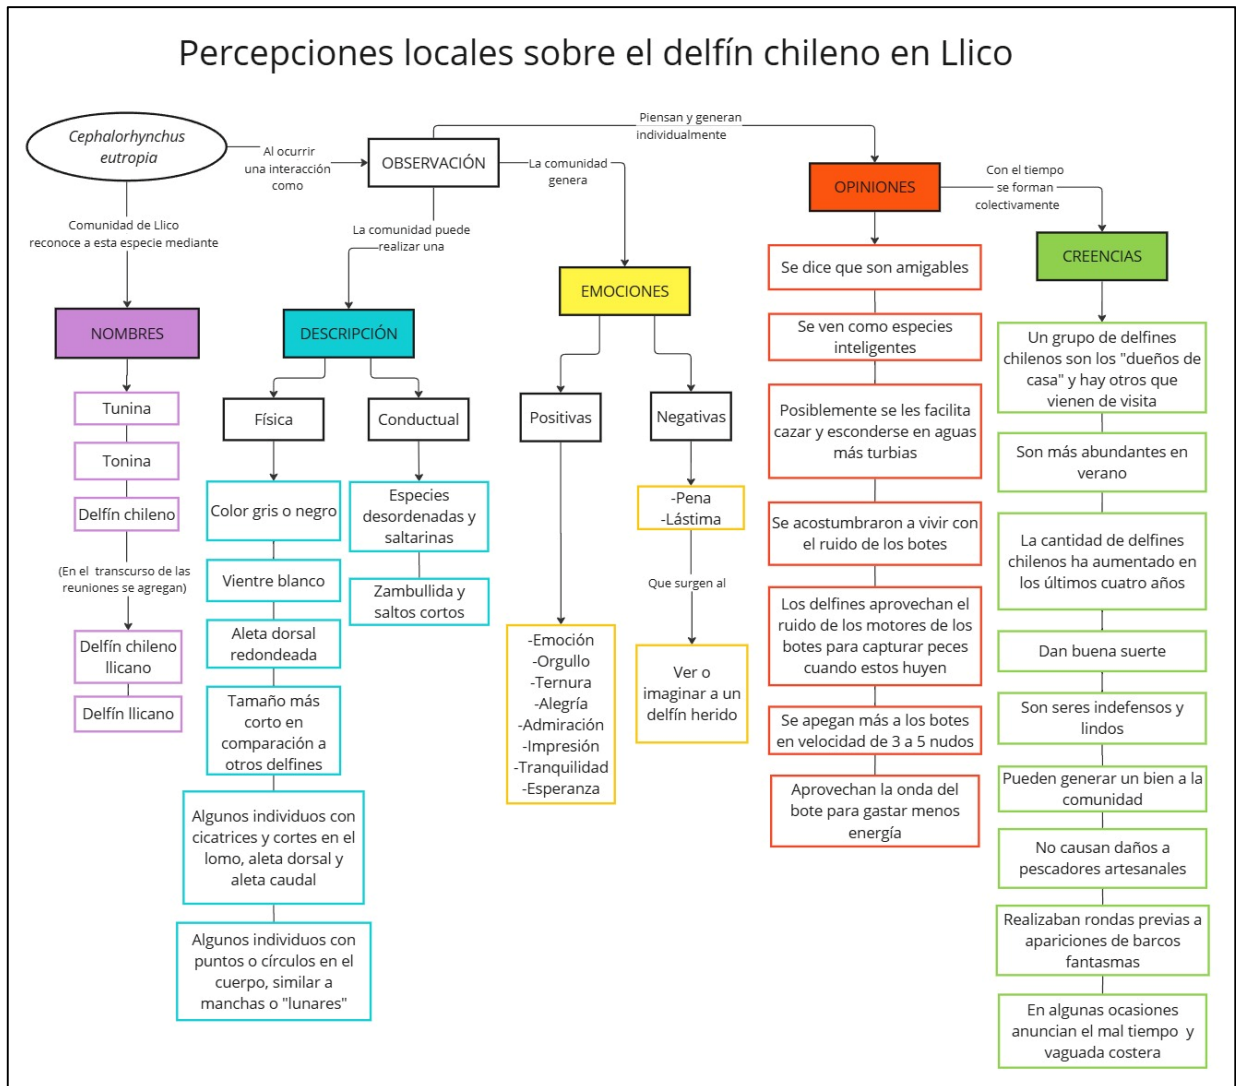 Percepciones locales sobre el delfín chileno en Llico
Cephalorhynchus
eutropia
Al ocurrir
una interacción
como
OBSERVACIÓN
Piensan y generan
individualmente
La comunidad
genera
OPINIONES
Con el tiempo
se forman
colectivamente
CREENCIAS
Comunidad de Llico
reconoce a esta especie mediante
La comunidad puede
realizar una
NOMBRES
Tunina
Tonina
Delfín chileno
(En el transcurso de las
reuniones se agregan)
Delfín chileno
llicano
Delfín llicano
DESCRIPCIÓN
Física
Color gris o negro
Vientre blanco
Aleta dorsal
redondeada
Tamaño más
corto en
comparación a
otros delfines
Algunos individuos con
cicatrices y cortes en el
lomo, aleta dorsal y
aleta caudal
Algunos individuos con
puntos o círculos en el
cuerpo, similar a
manchas o "lunares"
Conductual
Especies
desordenadas y
saltarinas
Zambullida y
saltos cortos
EMOCIONES
Positivas
-Emoción
-Orgullo
-Ternura
-Alegría
-Admiración
-Impresión
-Tranquilidad
-Esperanza
Negativas
-Pena
-Lástima
Que surgen al
Ver o
imaginar a un
delfín herido
Se dice que son amigables
Se ven como especies
inteligentes
Posiblemente se les facilita
cazar y esconderse en aguas
más turbias
Se acostumbraron a vivir con
el ruido de los botes
Los delfines aprovechan el
ruido de los motores de los
botes para capturar peces
cuando estos huyen
Se apegan más a los botes
en velocidad de 3 a 5 nudos
Aprovechan la onda del
bote para gastar menos
energía
Un grupo de delfines
chilenos son los "dueños de
casa" y hay otros que
vienen de visita
Son más abundantes en
verano
La cantidad de delfines
chilenos ha aumentado en
los últimos cuatro años
Dan buena suerte
Son seres indefensos y
lindos
Pueden generar un bien a la
comunidad
No causan daños a
pescadores artesanales
Realizaban rondas previas a
apariciones de barcos
fantasmas
En algunas ocasiones
anuncian el mal tiempo y
vaguada costera